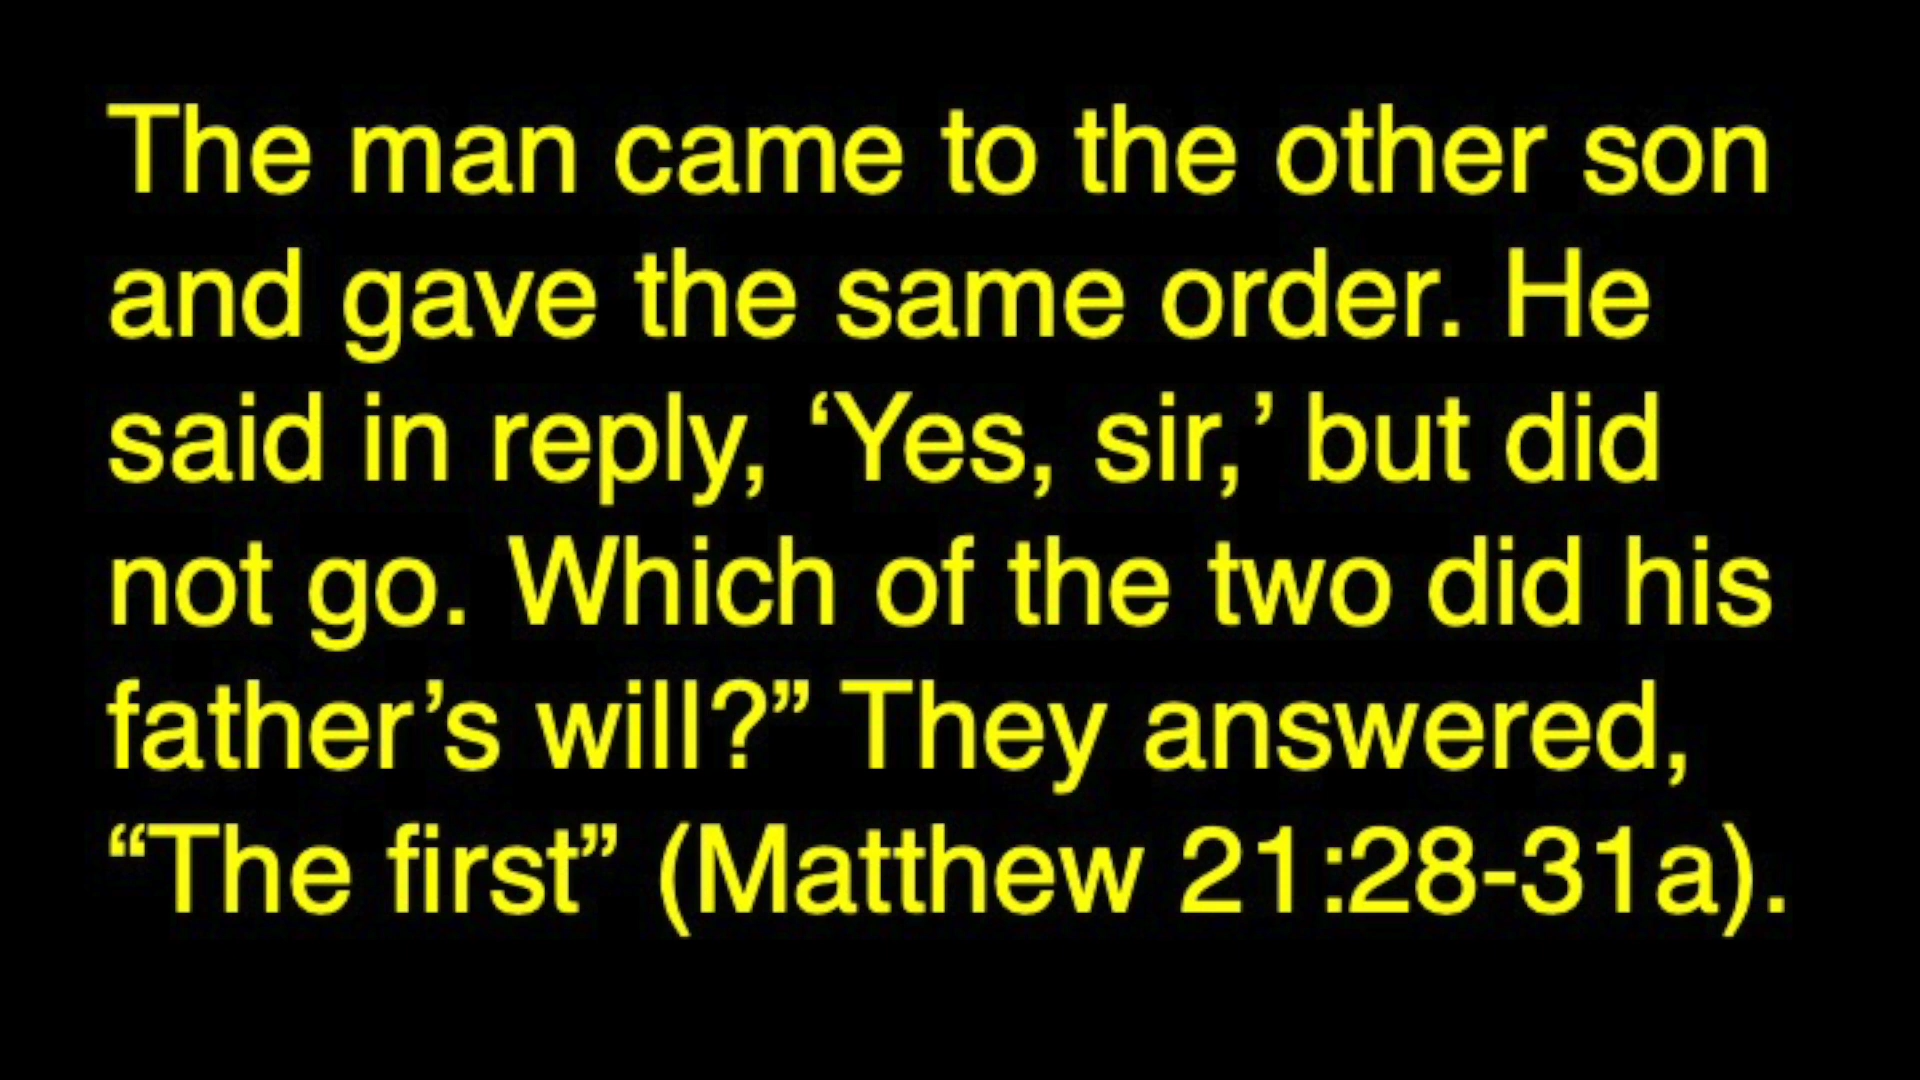 The man came to the other son
and gave the same order. He
said in reply, ‘Yes, sir,’ but did
not go. Which of the two did his
father’s will?” They answered,
“The first” (Matthew 21:28-31a).